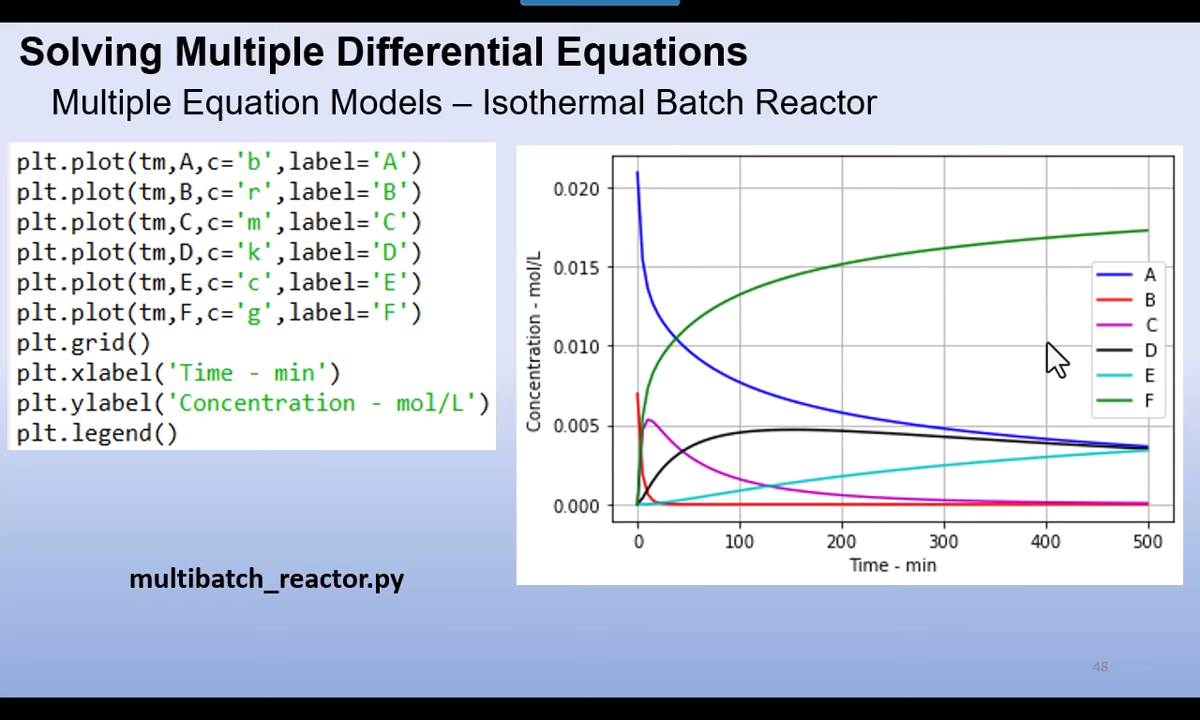 Solving Multiple Differential Equations
Multiple Equation Models – Isothermal Batch Reactor
plt.plot(tm,A,c='b',label='A')
plt.plot(tm,B,c='r',label='B')
plt.plot(tm,C,c='m',label='C')
plt.plot(tm,D,c='k',label='D')
plt.plot(tm,E,c='c',label='E')
plt.plot(tm,F,c='g',label='F')
plt.grid()
plt.xlabel('Time - min')
plt.ylabel('Concentration - mol/L')
plt.legend()
multibatch_reactor.py
Concentration - mol/L
0.020
0.015
0.010
0.005
0.000
0 100 200 300 400 500
Time - min
A
B
C
D
E
F
48